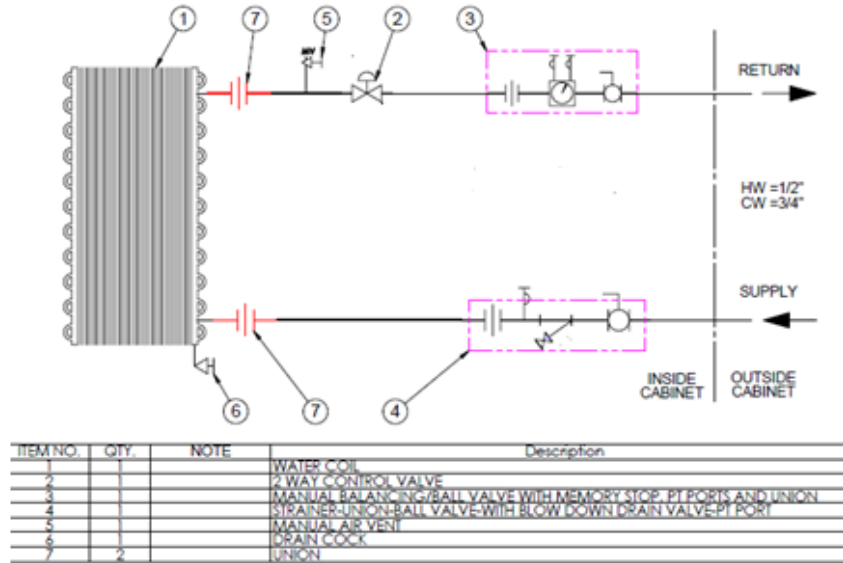 1 7 5 2 3
RETURN
HW =1/2"
CW =3/4"
SUPPLY
INSIDE CABINET OUTSIDE CABINET
6 7 4
ITEM NO. QTY. NOTE Description
1 1 WATER COIL
2 1 2 WAY CONTROL VALVE
3 1 MANUAL BALANCING/BALL VALVE WITH MEMORY STOP, PT PORTS AND UNION
4 1 STRAINER-UNION-BALL VALVE-WITH BLOW DOWN DRAIN VALVE-PT PORT
5 1 MANUAL AIR VENT
6 1 DRAIN COCK
7 2 UNION